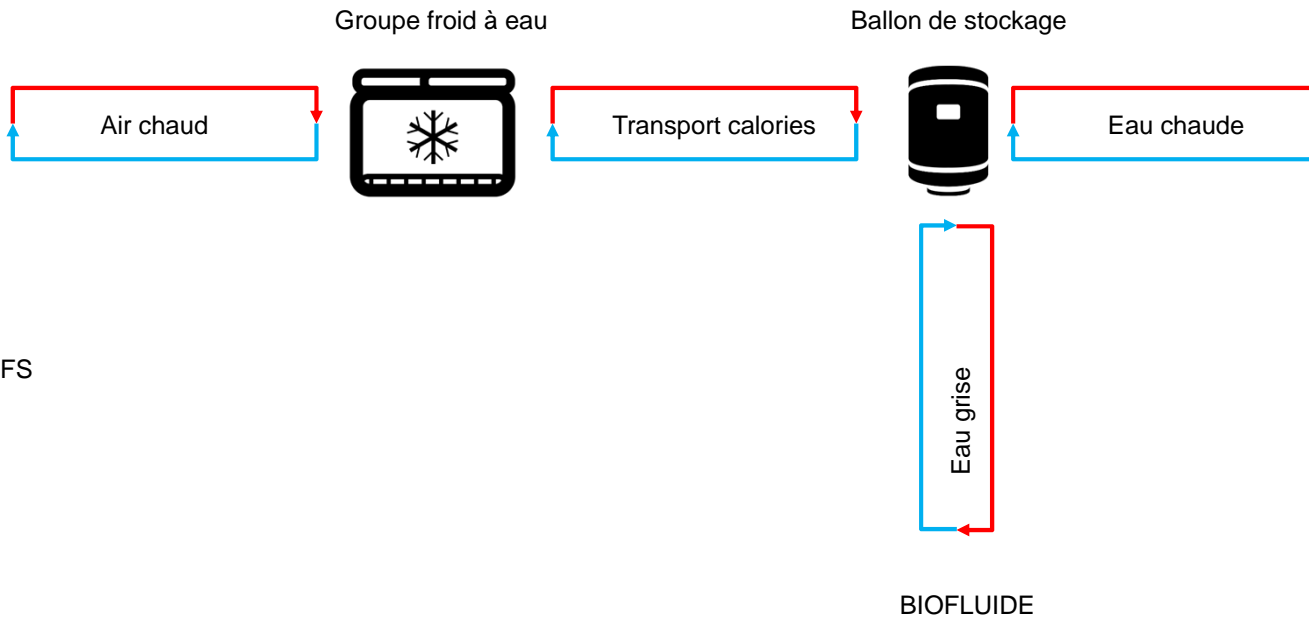 Groupe froid à eau
Ballon de stockage
Air chaud
Transport calories
Eau chaude
FS
Eau grise
BIOFLUIDE